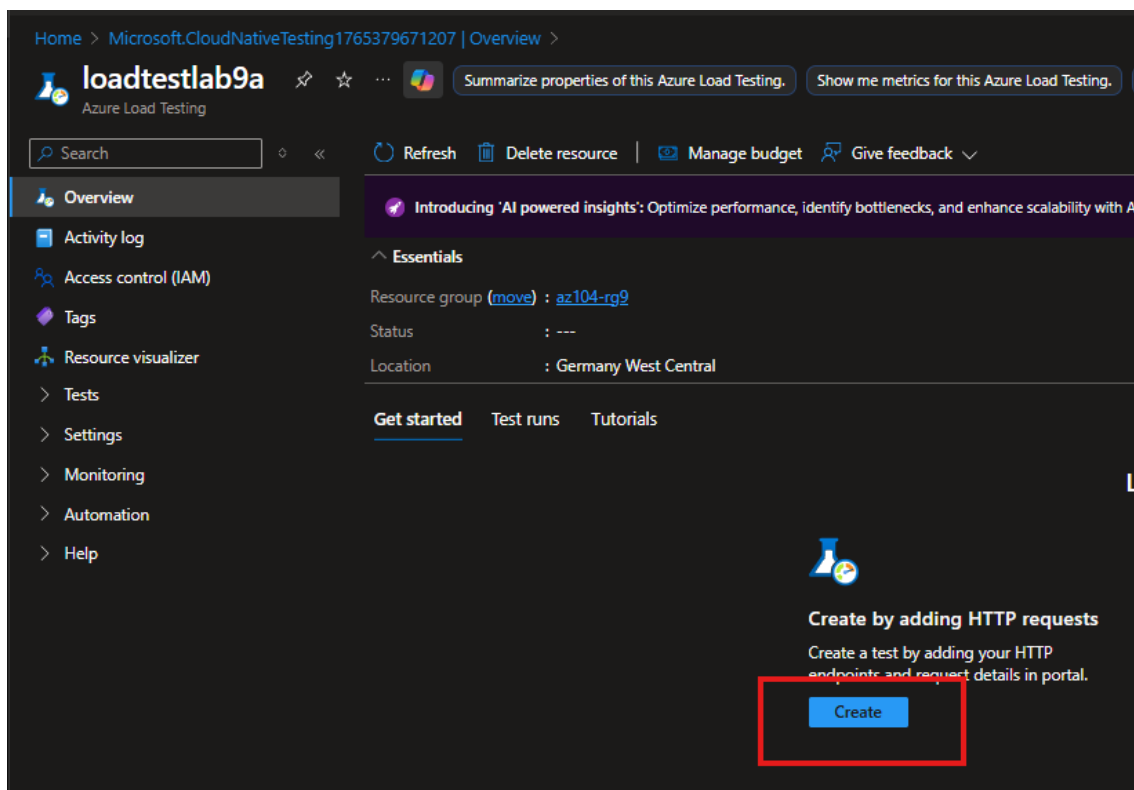 Home > Microsoft.CloudNativeTesting1765379671207 | Overview >
loadtestlab9a
Summarize properties of this Azure Load Testing.
Show me metrics for this Azure Load Testing.
Azure Load Testing
Search
Refresh
Delete resource
Manage budget
Give feedback
Overview
Activity log
Access control (IAM)
Tags
Resource visualizer
Tests
Settings
Monitoring
Automation
Help
Introducing 'AI powered insights': Optimize performance, identify bottlenecks, and enhance scalability with A
Essentials
Resource group (move) : az104-rg9
Status : ---
Location : Germany West Central
Get started Test runs Tutorials
L
Create by adding HTTP requests
Create a test by adding your HTTP
endpoints and request details in portal.
Create